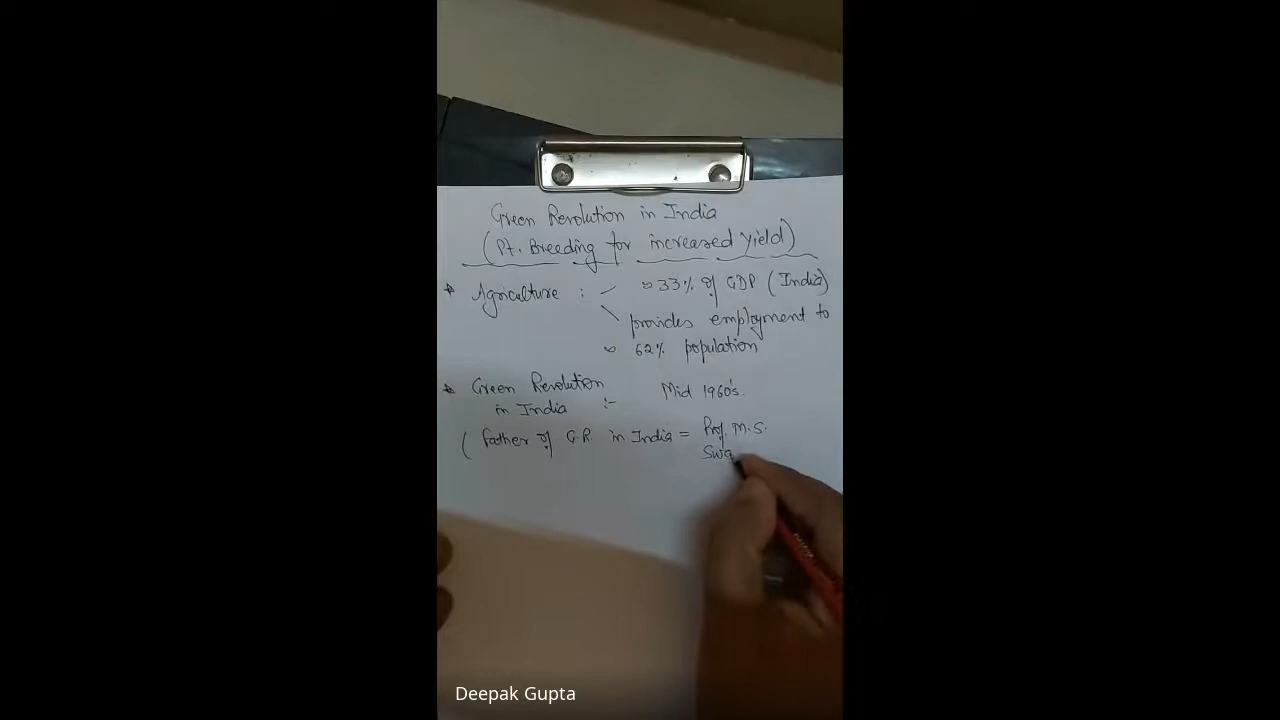 Green Revolution in India
(Pt. Breeding for increased yield)
* Agriculture : - ~ 33% of GDP (India)
provides employment to
~ 62% population
* Green Revolution Mid 1960's.
in India :-
(Father of G.R. in India = Prof. M.S.
Swa
Deepak Gupta